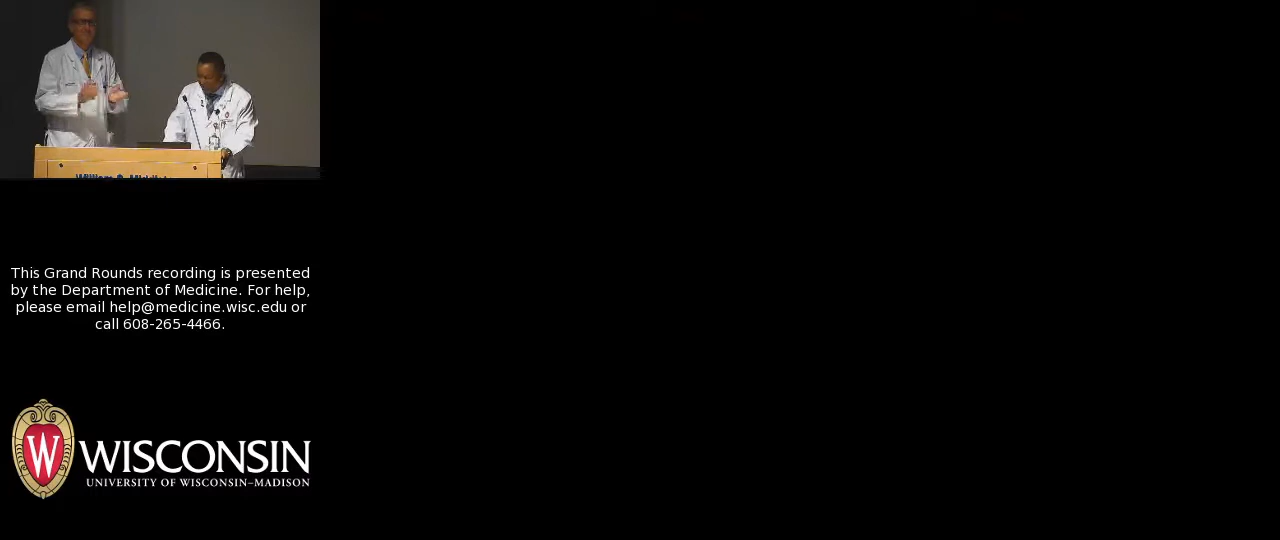 This Grand Rounds recording is presented
by the Department of Medicine. For help,
please email help@medicine.wisc.edu or
call 608-265-4466.
W
WISCONSIN
UNIVERSITY OF WISCONSIN–MADISON